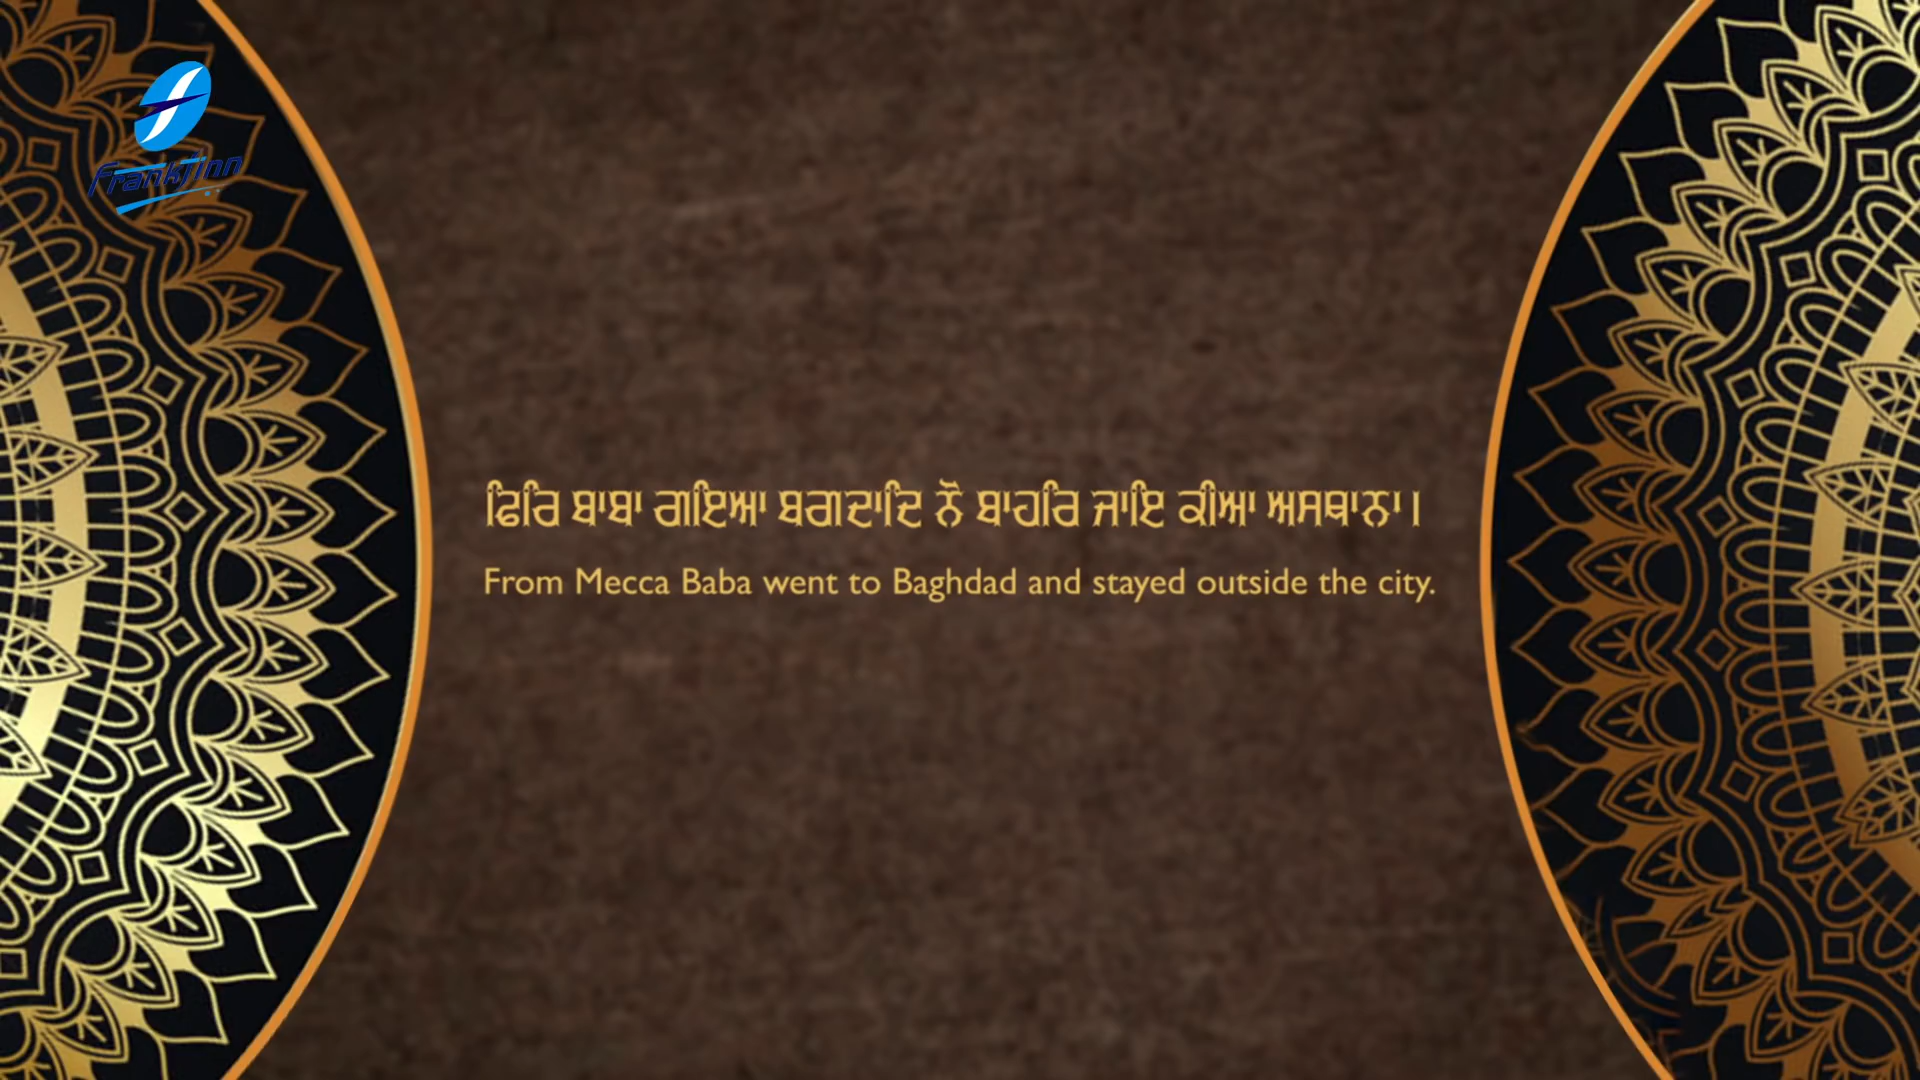 Frankfinn
ਫਿਰਿ ਬਾਬਾ ਗਇਆ ਬਗਦਾਦਿ ਨੋ ਬਾਹਰਿ ਜਾਇ ਕੀਆ ਅਸਥਾਨਾ।
From Mecca Baba went to Baghdad and stayed outside the city.